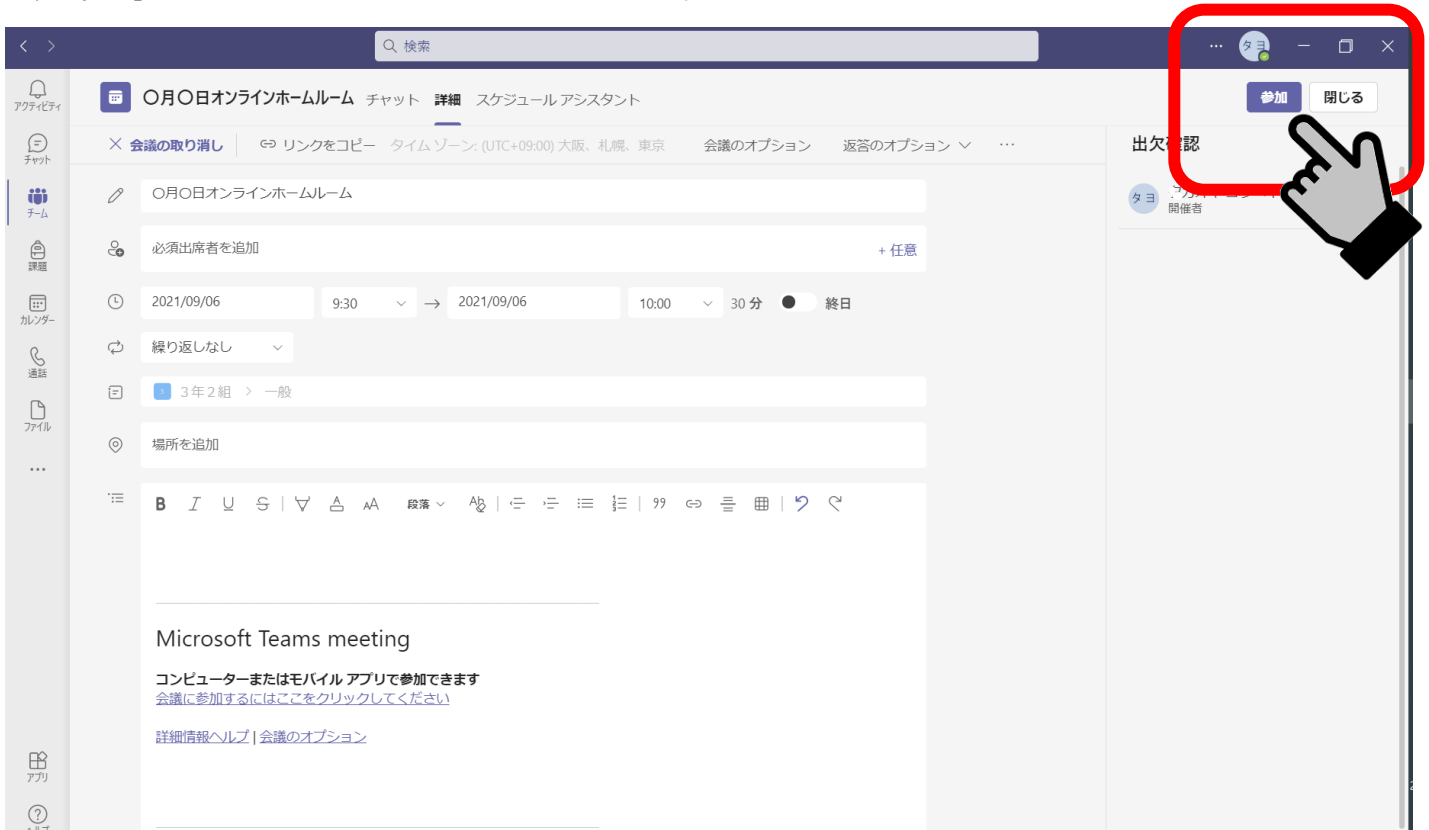 検索
タヨ
アクティビティ
〇月〇日オンラインホームルーム チャット 詳細 スケジュール アシスタント
参加 閉じる
会議の取り消し リンクをコピー タイム ゾーン: (UTC+09:00) 大阪、札幌、東京 会議のオプション 返答のオプション
出欠確認
チャット
〇月〇日オンラインホームルーム
タヨ
開催者
チーム
必須出席者を追加 + 任意
課題
2021/09/06 9:30 → 2021/09/06 10:00 30 分 終日
カレンダー
繰り返しなし
通話
3年2組 > 一般
ファイル
場所を追加
B I U S A AA 段落
Microsoft Teams meeting
コンピューターまたはモバイル アプリで参加できます
会議に参加するにはここをクリックしてください
詳細情報ヘルプ | 会議のオプション
アプリ